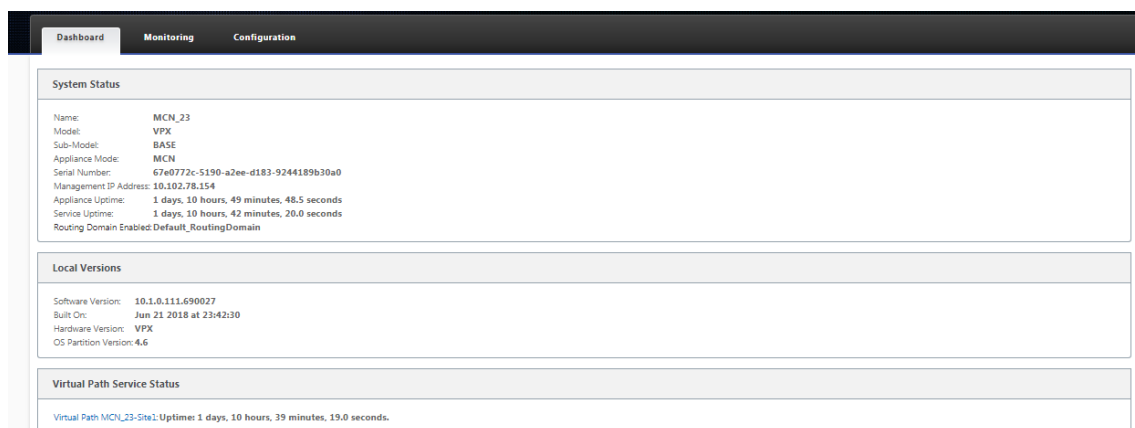 Dashboard Monitoring Configuration
System Status
Name: MCN_23
Model: VPX
Sub-Model: BASE
Appliance Mode: MCN
Serial Number: 67e0772c-5190-a2ee-d183-9244189b30a0
Management IP Address: 10.102.78.154
Appliance Uptime: 1 days, 10 hours, 49 minutes, 48.5 seconds
Service Uptime: 1 days, 10 hours, 42 minutes, 20.0 seconds
Routing Domain Enabled: Default_RoutingDomain
Local Versions
Software Version: 10.1.0.111.690027
Built On: Jun 21 2018 at 23:42:30
Hardware Version: VPX
OS Partition Version: 4.6
Virtual Path Service Status
Virtual Path MCN_23-Site1: Uptime: 1 days, 10 hours, 39 minutes, 19.0 seconds.